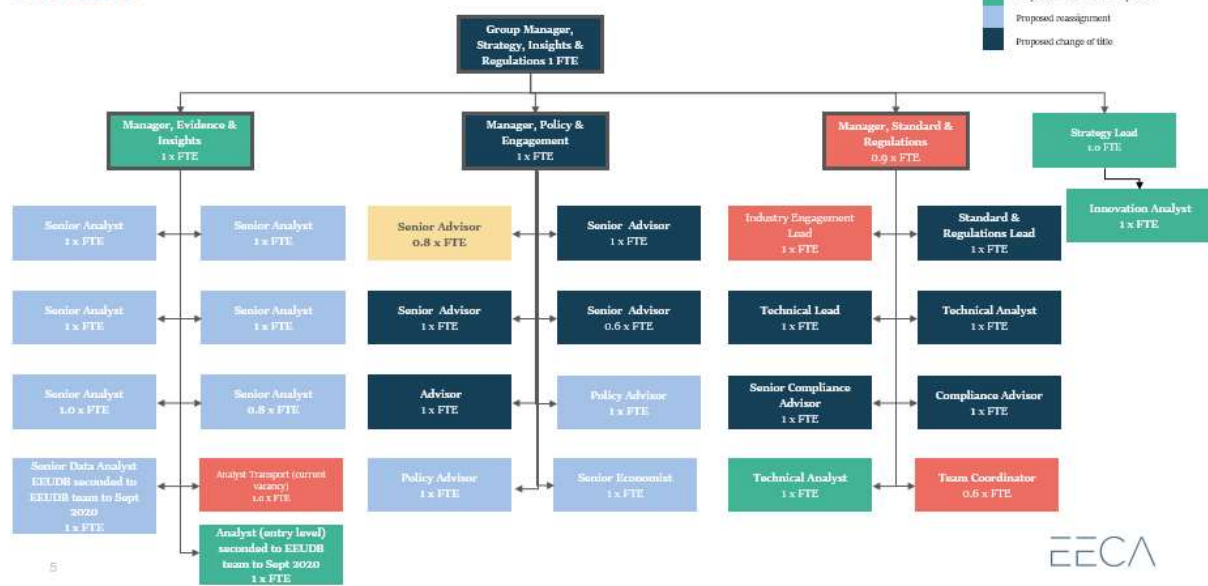 Proposed reassignment
Proposed change of title
Group Manager,
Strategy, Insights &
Regulations 1 FTE
Manager, Evidence &
Insights
1 x FTE
Manager, Policy &
Engagement
1 x FTE
Manager, Standard &
Regulations
0.9 x FTE
Strategy Lead
1.0 FTE
Innovation Analyst
1 x FTE
Senior Analyst
1 x FTE
Senior Analyst
1 x FTE
Senior Advisor
0.8 x FTE
Senior Advisor
1 x FTE
Industry Engagement
Lead
1 x FTE
Standard &
Regulations Lead
1 x FTE
Senior Analyst
1 x FTE
Senior Analyst
1 x FTE
Senior Advisor
1 x FTE
Senior Advisor
0.6 x FTE
Technical Lead
1 x FTE
Technical Analyst
1 x FTE
Senior Analyst
1.0 x FTE
Senior Analyst
0.8 x FTE
Advisor
1 x FTE
Policy Advisor
1 x FTE
Senior Compliance
Advisor
1 x FTE
Compliance Advisor
1 x FTE
Senior Data Analyst
EEUDB seconded to
EEUDB team to Sept
2020
1 x FTE
Analyst Transport (current
vacancy)
1.0 x FTE
Policy Advisor
1 x FTE
Senior Economist
1 x FTE
Technical Analyst
1 x FTE
Team Coordinator
0.6 x FTE
Analyst (entry level)
seconded to EEUDB
team to Sept 2020
1 x FTE
5
EECA